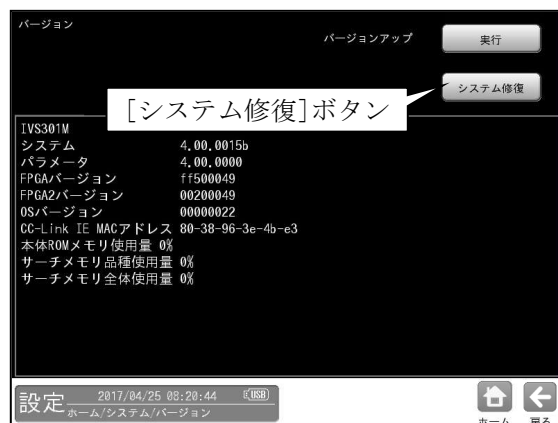 バージョン
バージョンアップ
実行
システム修復
[システム修復]ボタン
IVS301M
システム 4.00.0015b
パラメータ 4.00.0000
FPGAバージョン ff500049
FPGA2バージョン 00200049
OSバージョン 00000022
CC-Link IE MACアドレス 80-38-96-3e-4b-e3
本体ROMメモリ使用量 0%
サーチメモリ品種使用量 0%
サーチメモリ全体使用量 0%
設定
2017/04/25 08:20:44
USB
ホーム/システム/バージョン
ホーム
戻る